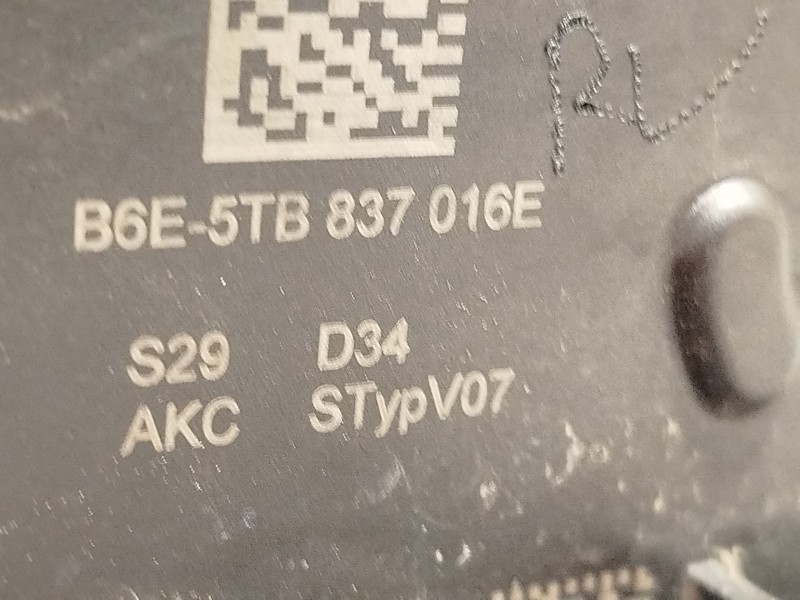 B6E-5TB 837 016E
S29 D34
AKC STypV07